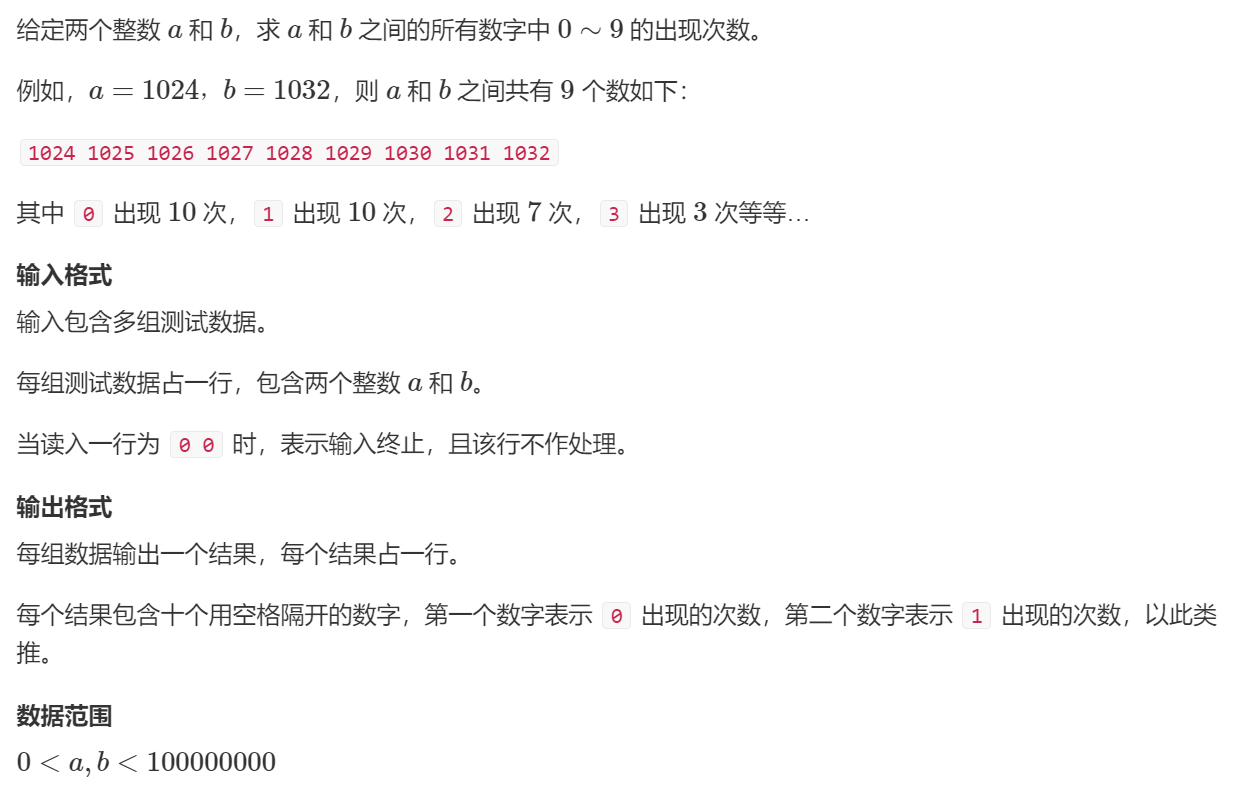 给定两个整数 a 和 b，求 a 和 b 之间的所有数字中 0 ∼ 9 的出现次数。
例如，a = 1024，b = 1032，则 a 和 b 之间共有 9 个数如下：
1024 1025 1026 1027 1028 1029 1030 1031 1032
其中 0 出现 10 次， 1 出现 10 次， 2 出现 7 次， 3 出现 3 次等等…
输入格式
输入包含多组测试数据。
每组测试数据占一行，包含两个整数 a 和 b。
当读入一行为 0 0 时，表示输入终止，且该行不作处理。
输出格式
每组数据输出一个结果，每个结果占一行。
每个结果包含十个用空格隔开的数字，第一个数字表示 0 出现的次数，第二个数字表示 1 出现的次数，以此类
推。
数据范围
0 < a, b < 100000000